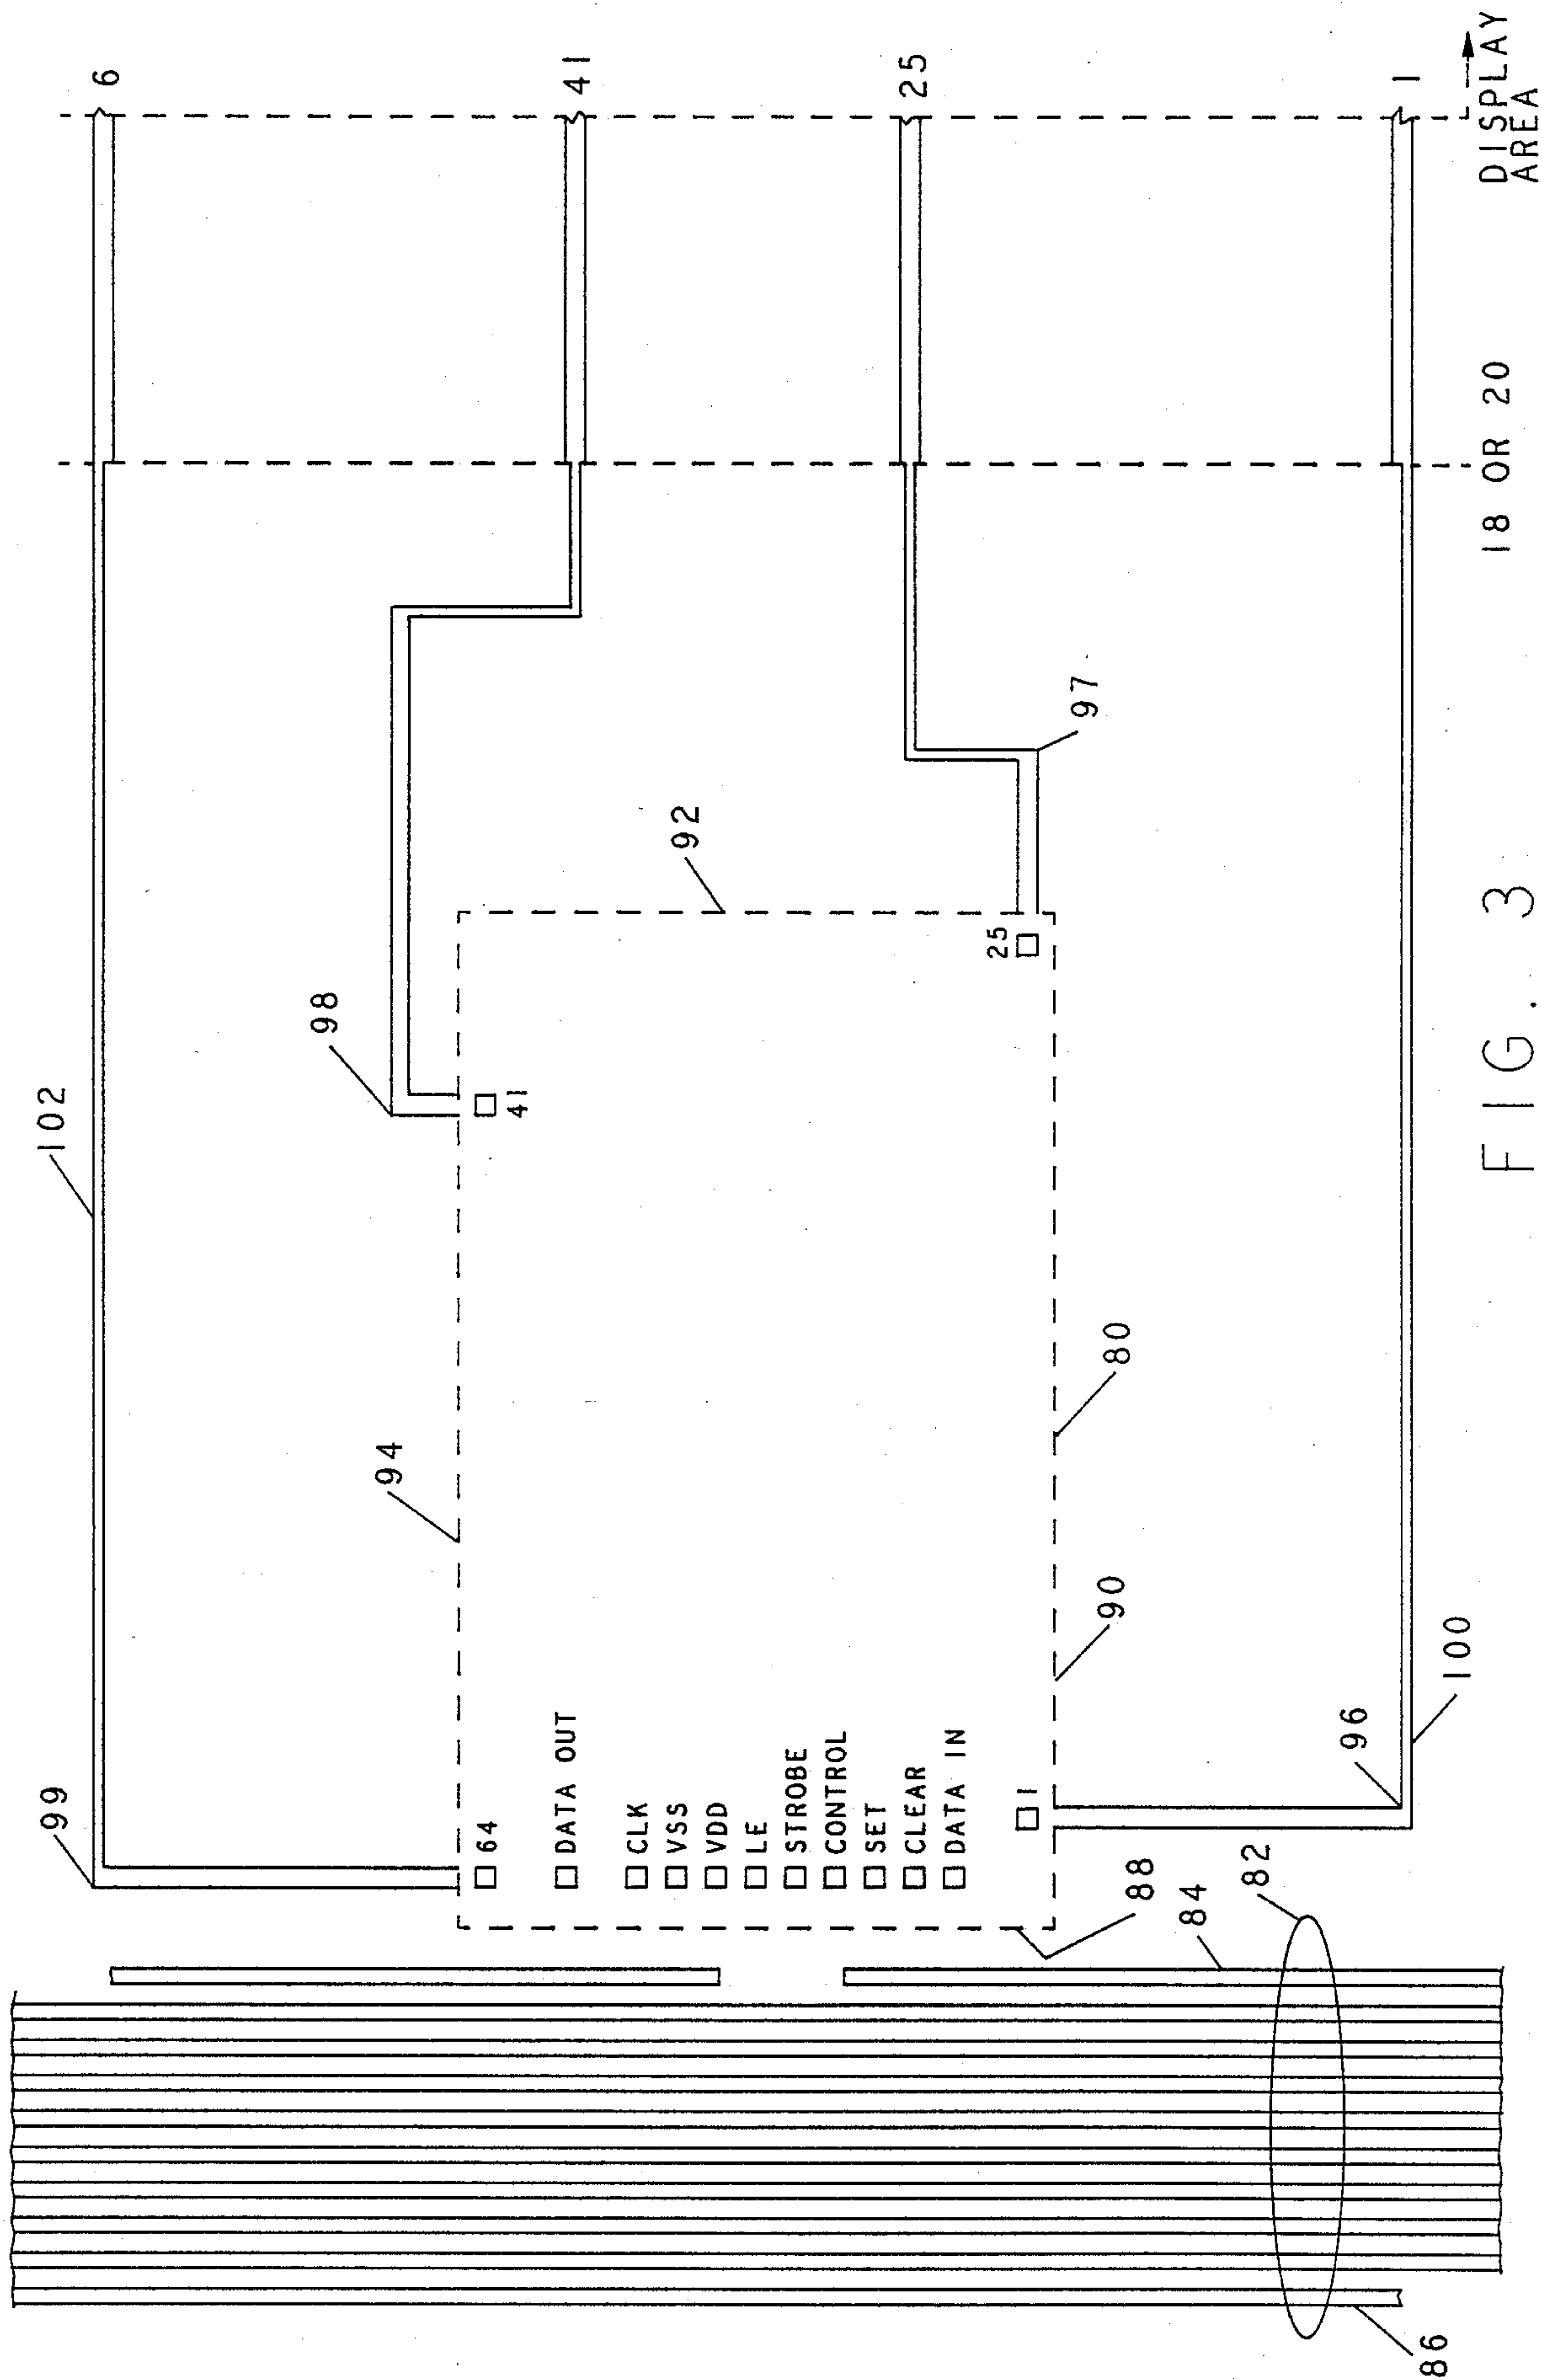 99
102
6
98
94
64
41
DATA OUT
41
CLK
VSS
92
VDD
LE
STROBE
CONTROL
SET
CLEAR
25
DATA IN
25
1
97
90
80
88
84
82
96
1
86
100
18 OR 20
DISPLAY
AREA
FIG. 3